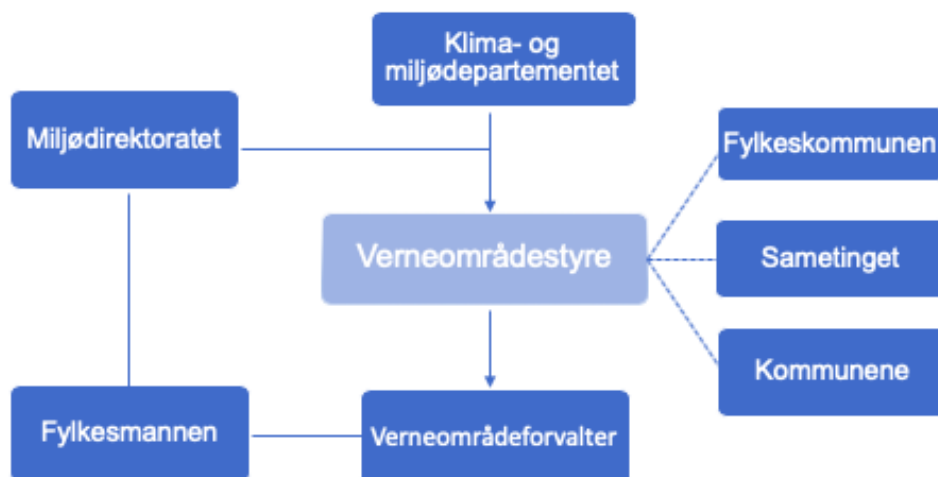 Klima- og
miljødepartementet
Miljødirektoratet
Fylkeskommunen
Verneområdestyre
Sametinget
Kommunene
Fylkesmannen
Verneområdeforvalter